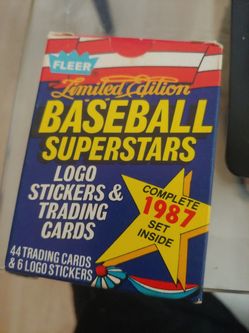 FLEER
Limited Edition
BASEBALL
SUPERSTARS
LOGO
STICKERS &
TRADING
CARDS
COMPLETE
1987
SET
INSIDE
44 TRADING CARDS
& 6 LOGO STICKERS